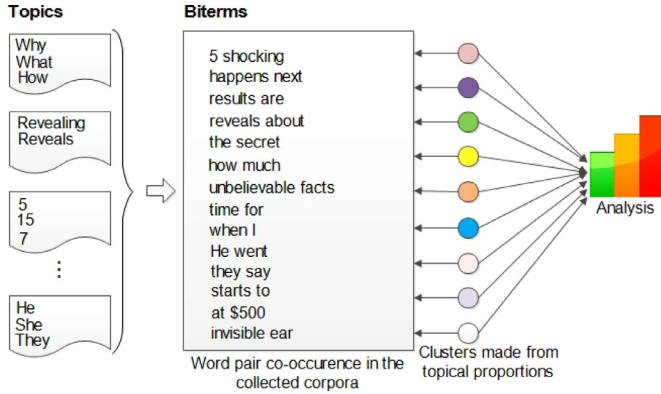 Topics
Why
What
How
Revealing
Reveals
5
15
7
He
She
They
Biterms
5 shocking
happens next
results are
reveals about
the secret
how much
unbelievable facts
time for
when I
He went
they say
starts to
at $500
invisible ear
Word pair co-occurence in the
collected corpora
Clusters made from
topical proportions
Analysis